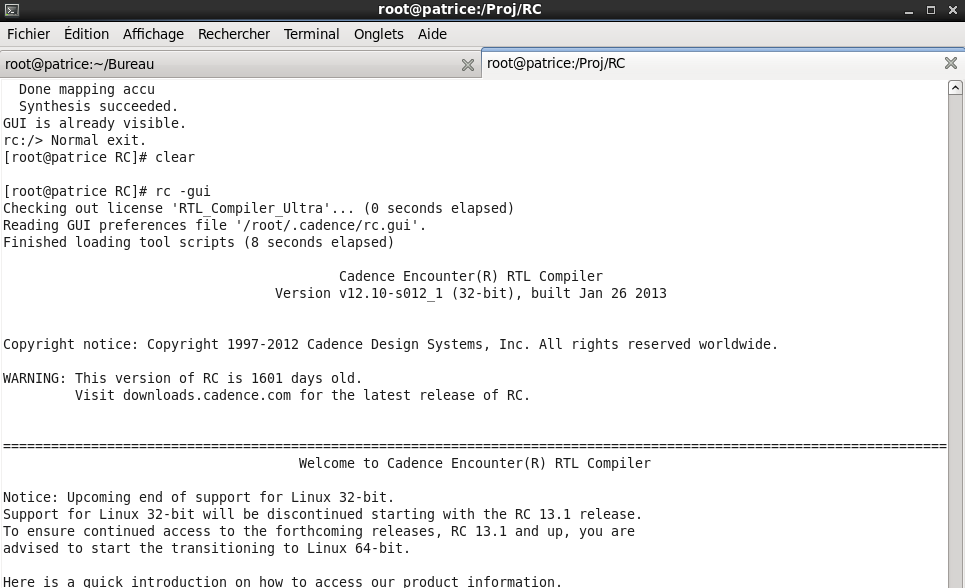 root@patrice:/Proj/RC
Fichier Édition Affichage Rechercher Terminal Onglets Aide
root@patrice:~/Bureau root@patrice:/Proj/RC
Done mapping accu
Synthesis succeeded.
GUI is already visible.
rc:/> Normal exit.
[root@patrice RC]# clear
[root@patrice RC]# rc -gui
Checking out license 'RTL_Compiler_Ultra'... (0 seconds elapsed)
Reading GUI preferences file '/root/.cadence/rc.gui'.
Finished loading tool scripts (8 seconds elapsed)
Cadence Encounter(R) RTL Compiler
Version v12.10-s012_1 (32-bit), built Jan 26 2013
Copyright notice: Copyright 1997-2012 Cadence Design Systems, Inc. All rights reserved worldwide.
WARNING: This version of RC is 1601 days old.
Visit downloads.cadence.com for the latest release of RC.
======================================================================================================================
Welcome to Cadence Encounter(R) RTL Compiler
Notice: Upcoming end of support for Linux 32-bit.
Support for Linux 32-bit will be discontinued starting with the RC 13.1 release.
To ensure continued access to the forthcoming releases, RC 13.1 and up, you are
advised to start the transitioning to Linux 64-bit.
Here is a quick introduction on how to access our product information.